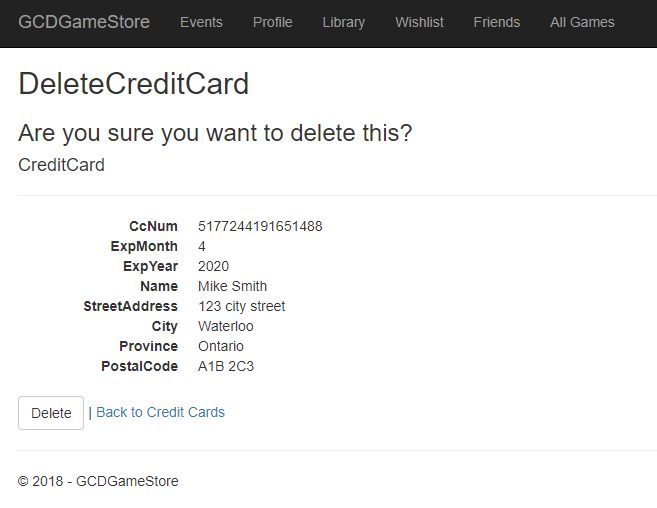 GCDGameStore Events Profile Library Wishlist Friends All Games
DeleteCreditCard
Are you sure you want to delete this?
CreditCard
CcNum 5177244191651488
ExpMonth 4
ExpYear 2020
Name Mike Smith
StreetAddress 123 city street
City Waterloo
Province Ontario
PostalCode A1B 2C3
Delete | Back to Credit Cards
© 2018 - GCDGameStore